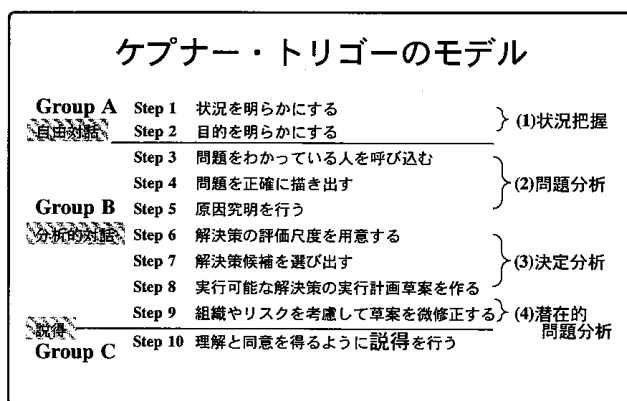 ケプナー・トリゴーのモデル
Group A
自由対話
Step 1 状況を明らかにする
Step 2 目的を明らかにする
(1)状況把握
Step 3 問題をわかっている人を呼び込む
Step 4 問題を正確に描き出す
Step 5 原因究明を行う
(2)問題分析
Group B
分析的対話
Step 6 解決策の評価尺度を用意する
Step 7 解決策候補を選び出す
Step 8 実行可能な解決策の実行計画草案を作る
(3)決定分析
Step 9 組織やリスクを考慮して草案を微修正する
(4)潜在的
問題分析
説得
Group C
Step 10 理解と同意を得るように説得を行う